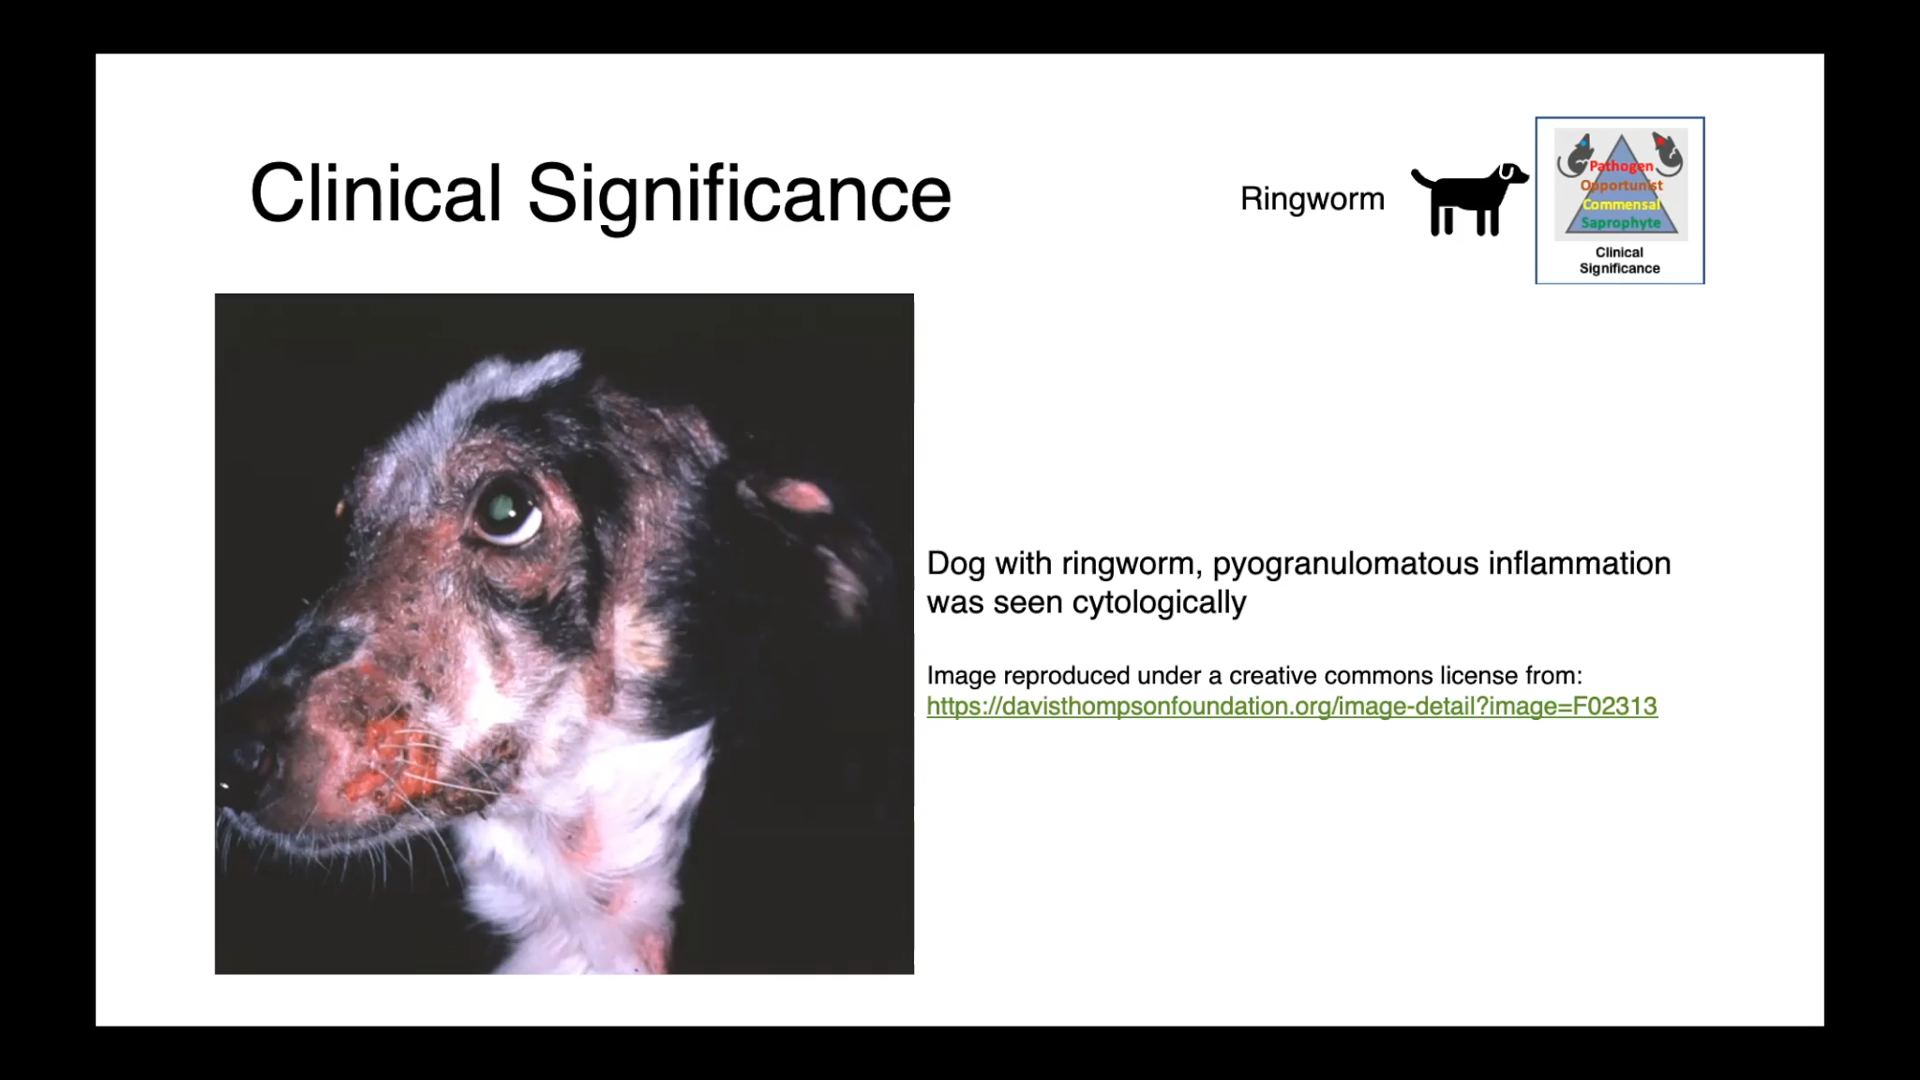 Clinical Significance
Ringworm
Pathogen
Opportunist
Commensal
Saprophyte
Clinical
Significance
Dog with ringworm, pyogranulomatous inflammation
was seen cytologically
Image reproduced under a creative commons license from:
https://davisthompsonfoundation.org/image-detail?image=F02313